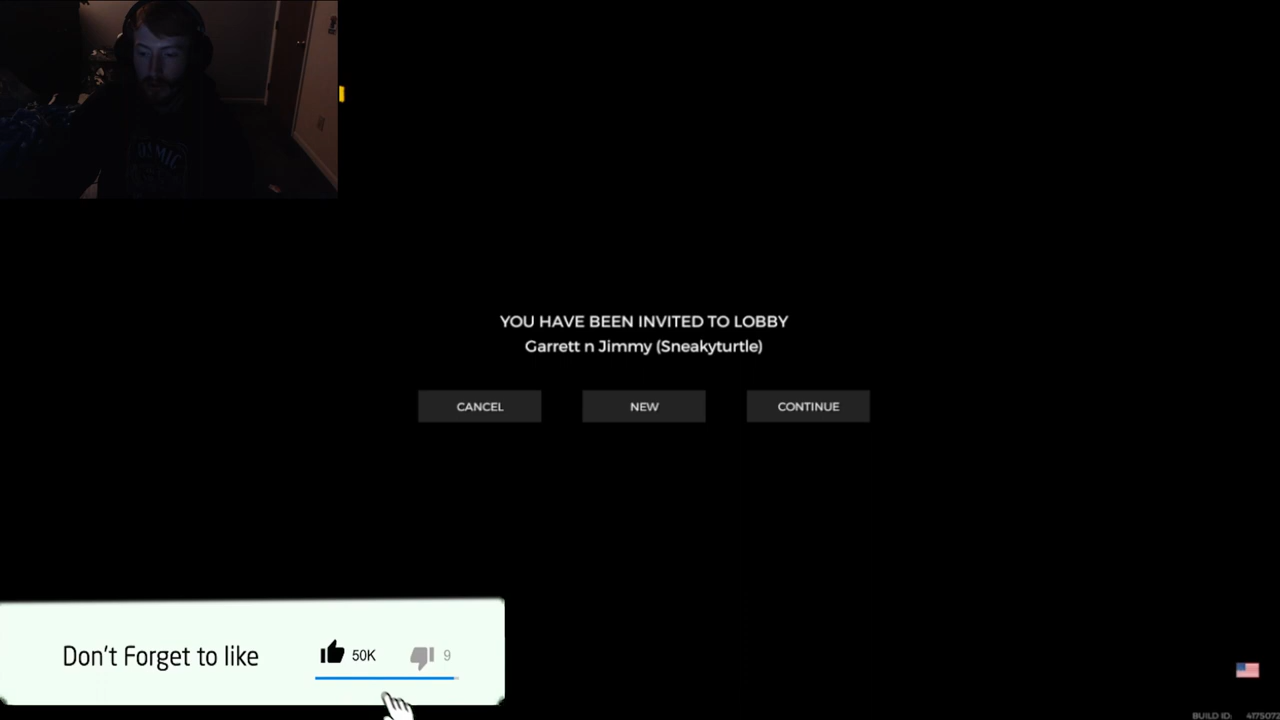 YOU HAVE BEEN INVITED TO LOBBY
Garrett n Jimmy (Sneakyturtle)
CANCEL NEW CONTINUE
Don't Forget to like 50K 9
BUILD ID: 4175072